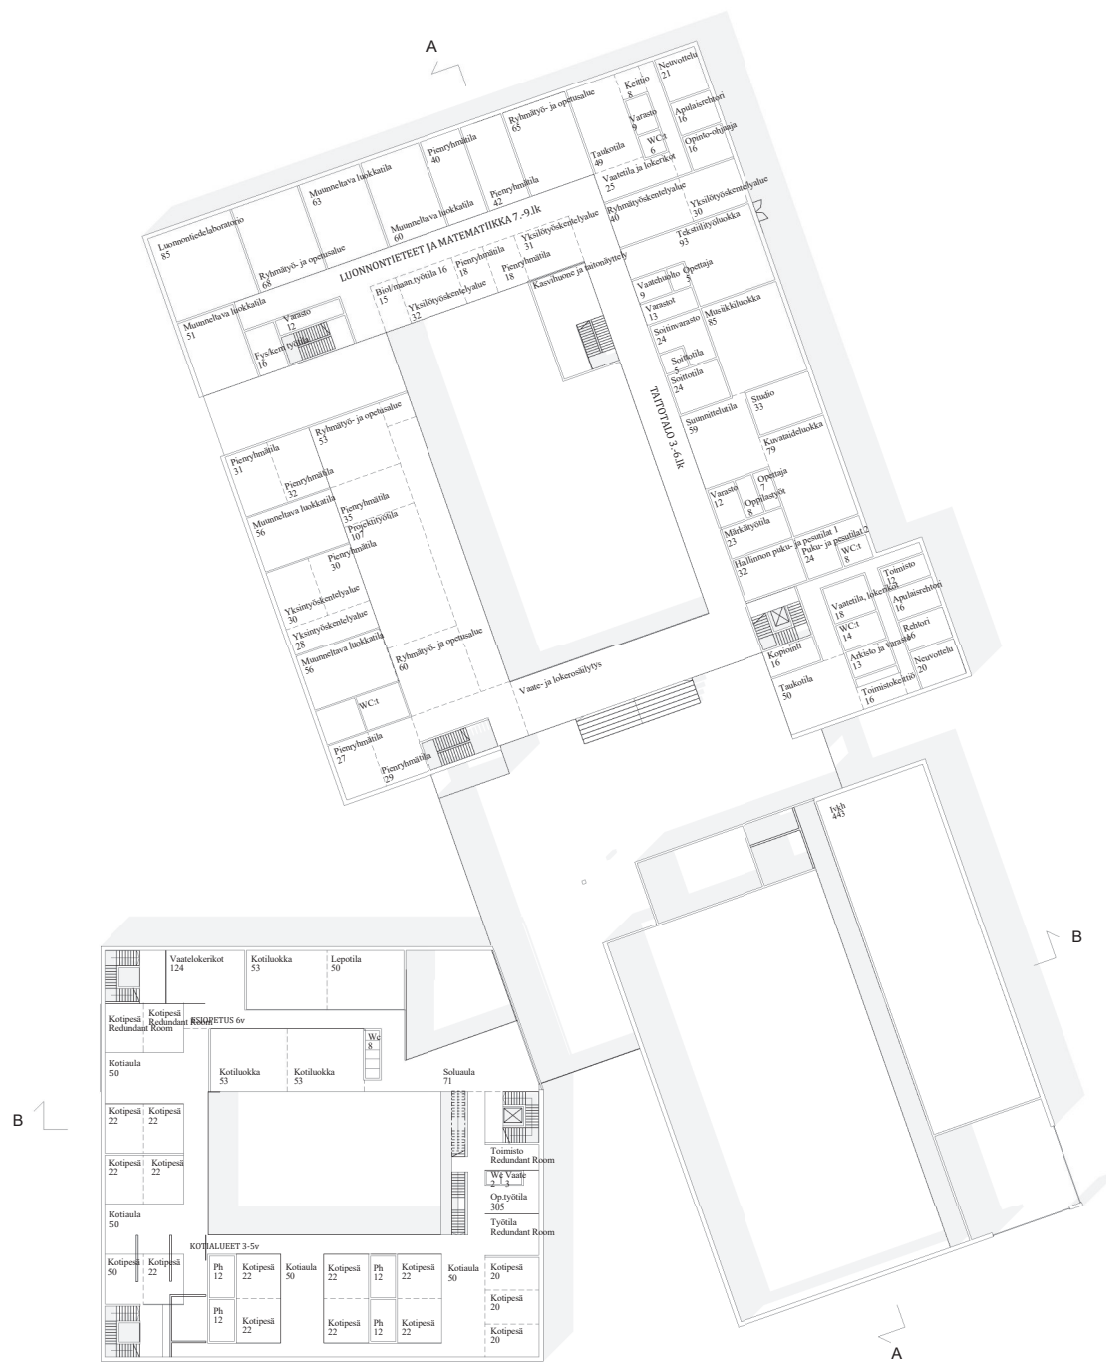 A
Neuvottelu
21
Keittiö
8
Apulaisrehtori
16
Varasto
9
Opinto-ohjaaja
16
WC:t
6
Ryhmätyö- ja opetusalue
65
Taukotila
49
Pienryhmätila
40
Vaatetila ja lokerikot
25
Muunneltava luokkatila
63
Pienryhmätila
42
Ryhmätyöskentelyalue
40
Yksilötyöskentelyalue
30
Muunneltava luokkatila
60
Luonnontiedelaboratorio
85
Ryhmätyö- ja opetusalue
68
LUONNONTIETEET JA MATEMATIIKKA 7.-9.lk
Yksilötyöskentelyalue
31
Tekstiilityöluokka
93
Pienryhmätila
18
Pienryhmätila
18
Kasvihuone ja taitonäyttely
Biol/maan.työtila 16
15
Yksilötyöskentelyalue
32
Vaatehuolto
9
Opettaja
5
Varastot
13
Muunneltava luokkatila
51
Varasto
12
Fys/kem työtila
16
Soitinvarasto
24
Musiikkiluokka
85
Soittotila
5
Soittotila
24
TAITOTALO 3.-6.lk
Suunnittelutila
59
Studio
33
Kuvataideluokka
79
Ryhmätyö- ja opetusalue
53
Pienryhmätila
31
Pienryhmätila
32
Muunneltava luokkatila
56
Pienryhmätila
35
Projektityötila
107
Pienryhmätila
30
Varasto
12
Opettaja
7
Oppilastyöt
8
Märkätyötila
23
Hallinnon puku- ja pesutilat 1
32
Puku- ja pesutilat 2
24
WC:t
8
Yksintyöskentelyalue
30
Yksintyöskentelyalue
28
Muunneltava luokkatila
56
Ryhmätyö- ja opetusalue
60
Toimisto
12
Vaatetila, lokerikot
18
Apulaisrehtori
16
WC:t
14
Rehtori
16
Arkisto ja varasto
13
Neuvottelu
20
Kopiointi
16
Taukotila
50
Toimistokeittiö
16
Vaate- ja lokerosäilytys
WC:t
Pienryhmätila
27
Pienryhmätila
29
Ivkh
443
B
Vaatelokerikot
124
Kotiluokka
53
Lepotila
50
Kotipesä
Redundant Room
Kotipesä
Redundant Room
ESIOPETUS 6v
Wc
8
Kotiaula
50
Kotiluokka
53
Kotiluokka
53
Soluaula
71
B
Kotipesä
22
Kotipesä
22
Kotipesä
22
Kotipesä
22
Toimisto
Redundant Room
Wc
2
Vaate
3
Op.työtila
305
Kotiaula
50
Työtila
Redundant Room
KOTIALUEET 3-5v
Kotipesä
50
Kotipesä
22
Ph
12
Kotipesä
22
Kotiaula
50
Kotipesä
22
Ph
12
Kotipesä
22
Kotiaula
50
Kotipesä
20
Kotipesä
20
Ph
12
Kotipesä
22
Kotipesä
22
Ph
12
Kotipesä
22
Kotipesä
20
A